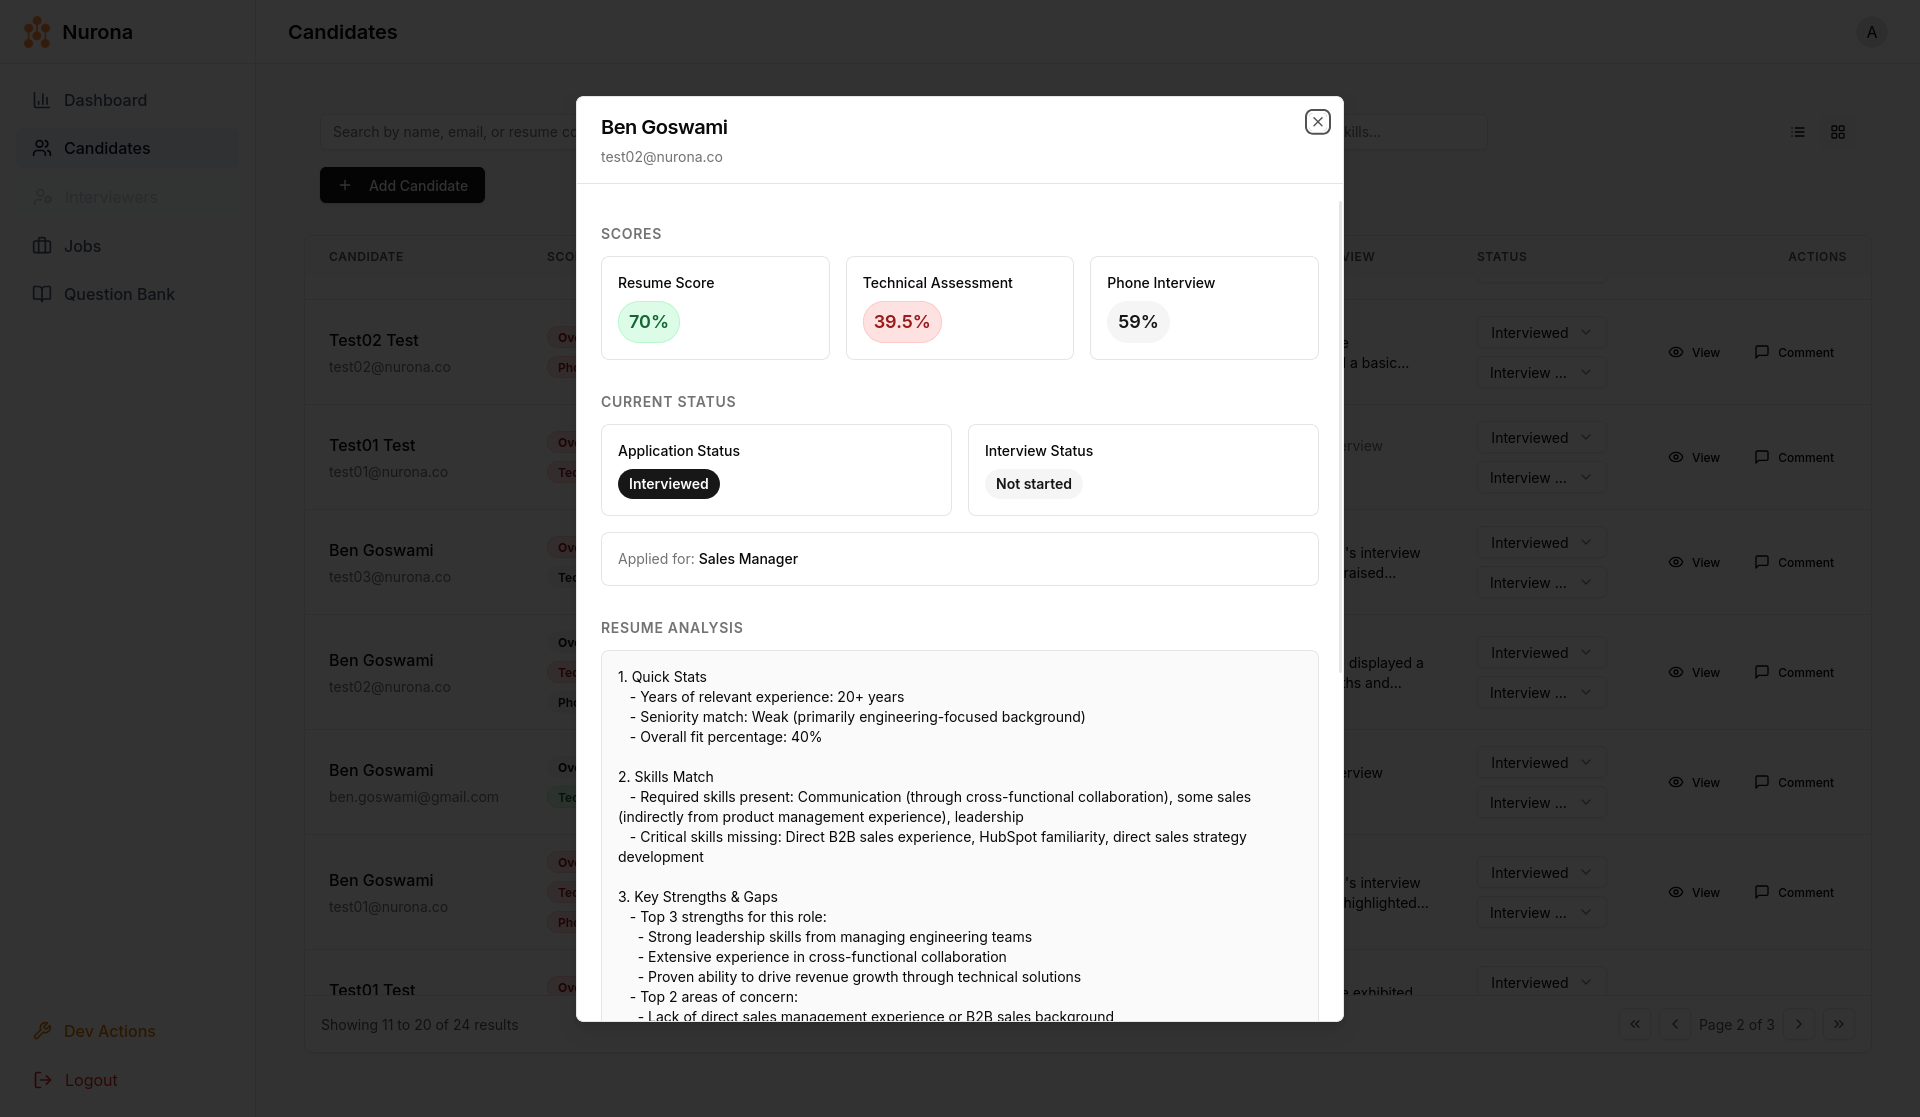 Nurona
Candidates
A
Dashboard
Candidates
Interviewers
Jobs
Question Bank
Dev Actions
Logout
Search by name, email, or resume co
kills...
+ Add Candidate
CANDIDATE
SCO
VIEW
STATUS
ACTIONS
Test02 Test
test02@nurona.co
Ov
Pho
e
a basic...
Interviewed
Interview ...
View
Comment
Test01 Test
test01@nurona.co
Ov
Tec
erview
Interviewed
Interview ...
View
Comment
Ben Goswami
test03@nurona.co
Ov
Tec
's interview
raised...
Interviewed
Interview ...
View
Comment
Ben Goswami
test02@nurona.co
Ov
Tec
Pho
displayed a
ths and...
Interviewed
Interview ...
View
Comment
Ben Goswami
ben.goswami@gmail.com
Ov
Tec
erview
Interviewed
Interview ...
View
Comment
Ben Goswami
test01@nurona.co
Ov
Tec
Pho
's interview
highlighted...
Interviewed
Interview ...
View
Comment
Test01 Test
Ov
e exhibited
Interviewed
Showing 11 to 20 of 24 results
Page 2 of 3
Ben Goswami
test02@nurona.co
SCORES
Resume Score
70%
Technical Assessment
39.5%
Phone Interview
59%
CURRENT STATUS
Application Status
Interviewed
Interview Status
Not started
Applied for: Sales Manager
RESUME ANALYSIS
1. Quick Stats
- Years of relevant experience: 20+ years
- Seniority match: Weak (primarily engineering-focused background)
- Overall fit percentage: 40%
2. Skills Match
- Required skills present: Communication (through cross-functional collaboration), some sales
(indirectly from product management experience), leadership
- Critical skills missing: Direct B2B sales experience, HubSpot familiarity, direct sales strategy
development
3. Key Strengths & Gaps
- Top 3 strengths for this role:
- Strong leadership skills from managing engineering teams
- Extensive experience in cross-functional collaboration
- Proven ability to drive revenue growth through technical solutions
- Top 2 areas of concern:
- Lack of direct sales management experience or B2B sales background